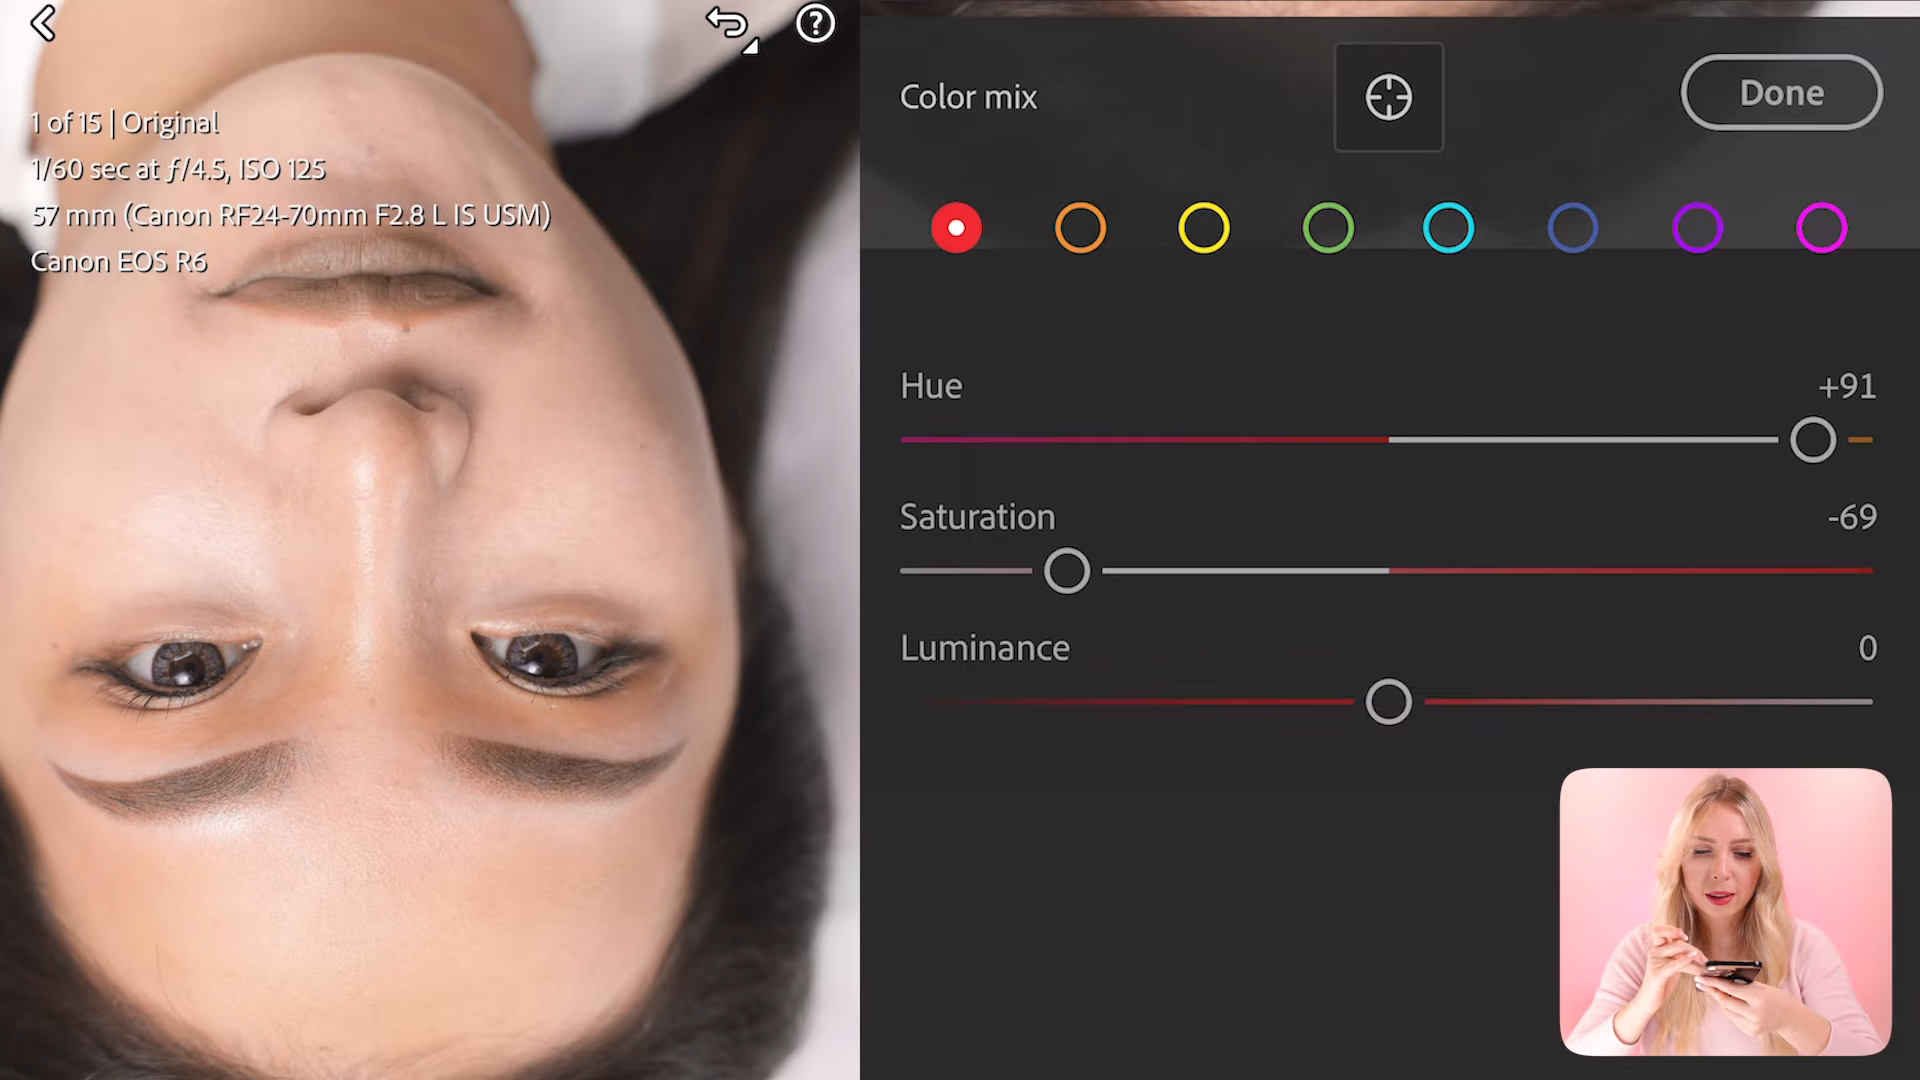 1 of 15 | Original
1/60 sec at ƒ/4.5, ISO 125
57 mm (Canon RF24-70mm F2.8 L IS USM)
Canon EOS R6
Color mix
Done
Hue +91
Saturation -69
Luminance 0